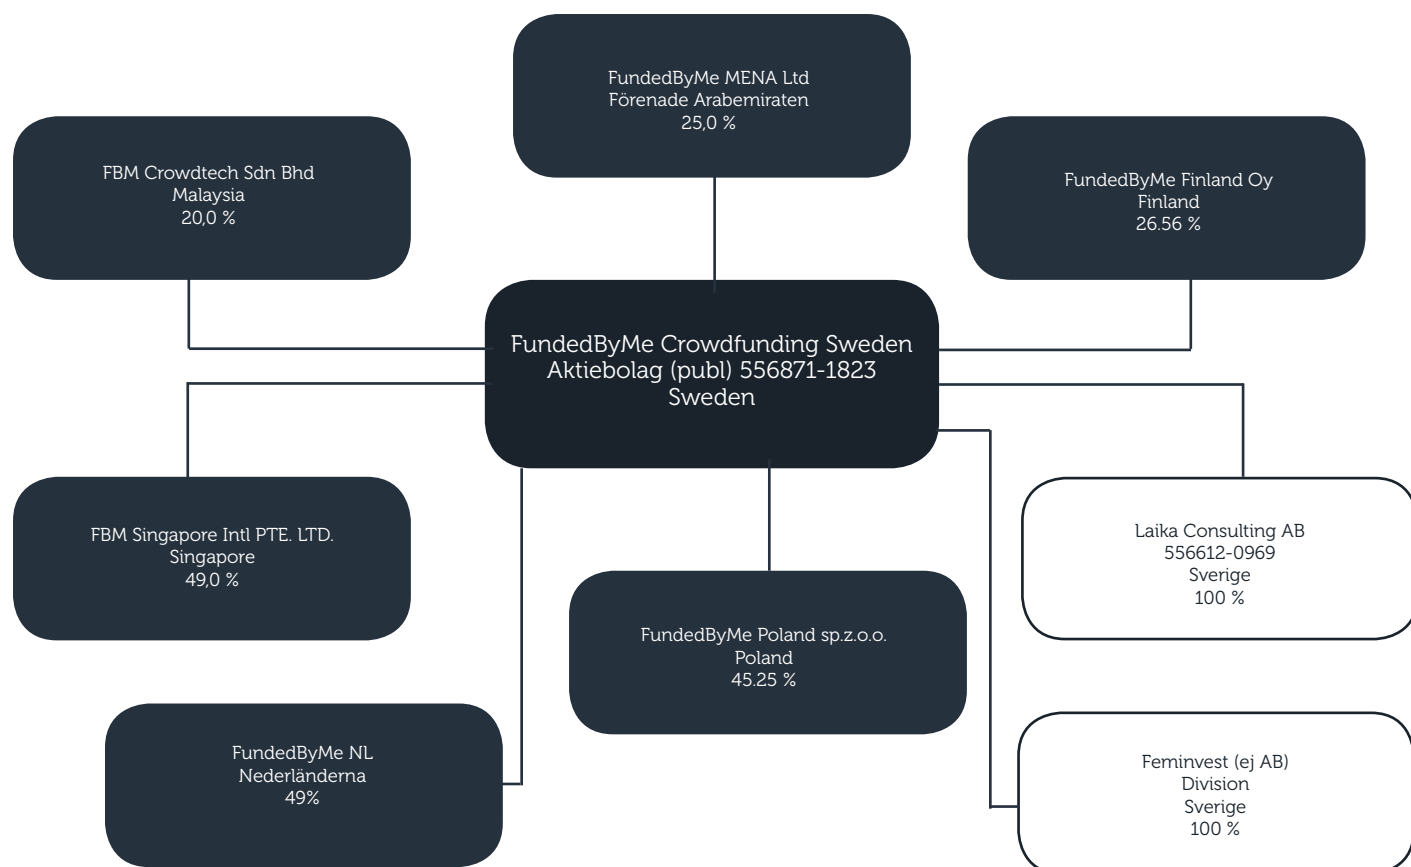 FundedByMe MENA Ltd
Förenade Arabemiraten
25,0 %
FBM Crowdtech Sdn Bhd
Malaysia
20,0 %
FundedByMe Finland Oy
Finland
26.56 %
FundedByMe Crowdfunding Sweden
Aktiebolag (publ) 556871-1823
Sweden
FBM Singapore Intl PTE. LTD.
Singapore
49,0 %
Laika Consulting AB
556612-0969
Sverige
100 %
FundedByMe Poland sp.z.o.o.
Poland
45.25 %
FundedByMe NL
Nederländerna
49%
Feminvest (ej AB)
Division
Sverige
100 %